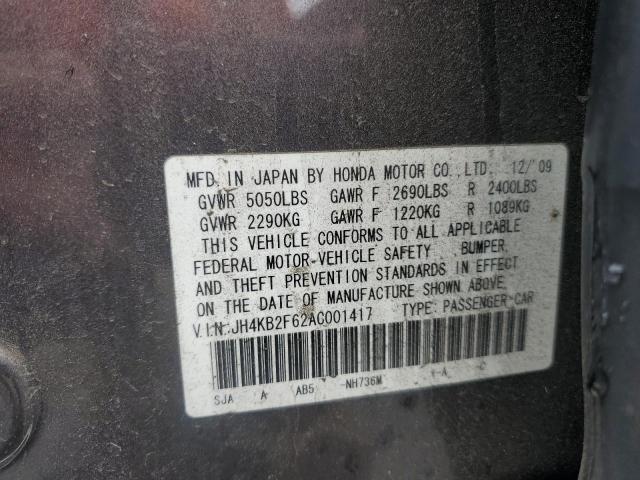 MFD. IN JAPAN BY HONDA MOTOR CO., LTD. 12/'09
GVWR 5050LBS GAWR F 2690LBS R 2400LBS
GVWR 2290KG GAWR F 1220KG R 1089KG
THIS VEHICLE CONFORMS TO ALL APPLICABLE
FEDERAL MOTOR-VEHICLE SAFETY, BUMPER,
AND THEFT PREVENTION STANDARDS IN EFFECT
ON THE DATE OF MANUFACTURE SHOWN ABOVE.
V.I.N.:JH4KB2F62AC001417 TYPE: PASSENGER-CAR
SJA A AB5 -NH736M -A C